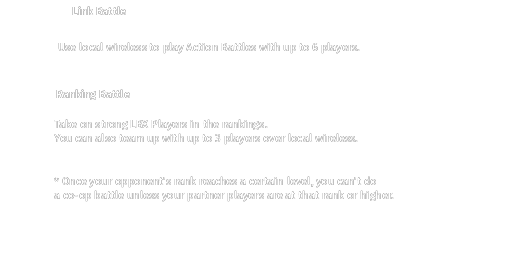 Link Battle
Use local wireless to play Action Battles with up to 6 players.
Ranking Battle
Take on strong LBX Players in the rankings.
You can also team up with up to 3 players over local wireless.
* Once your opponent's rank reaches a certain level, you can't do
a co-op battle unless your partner players are at that rank or higher.